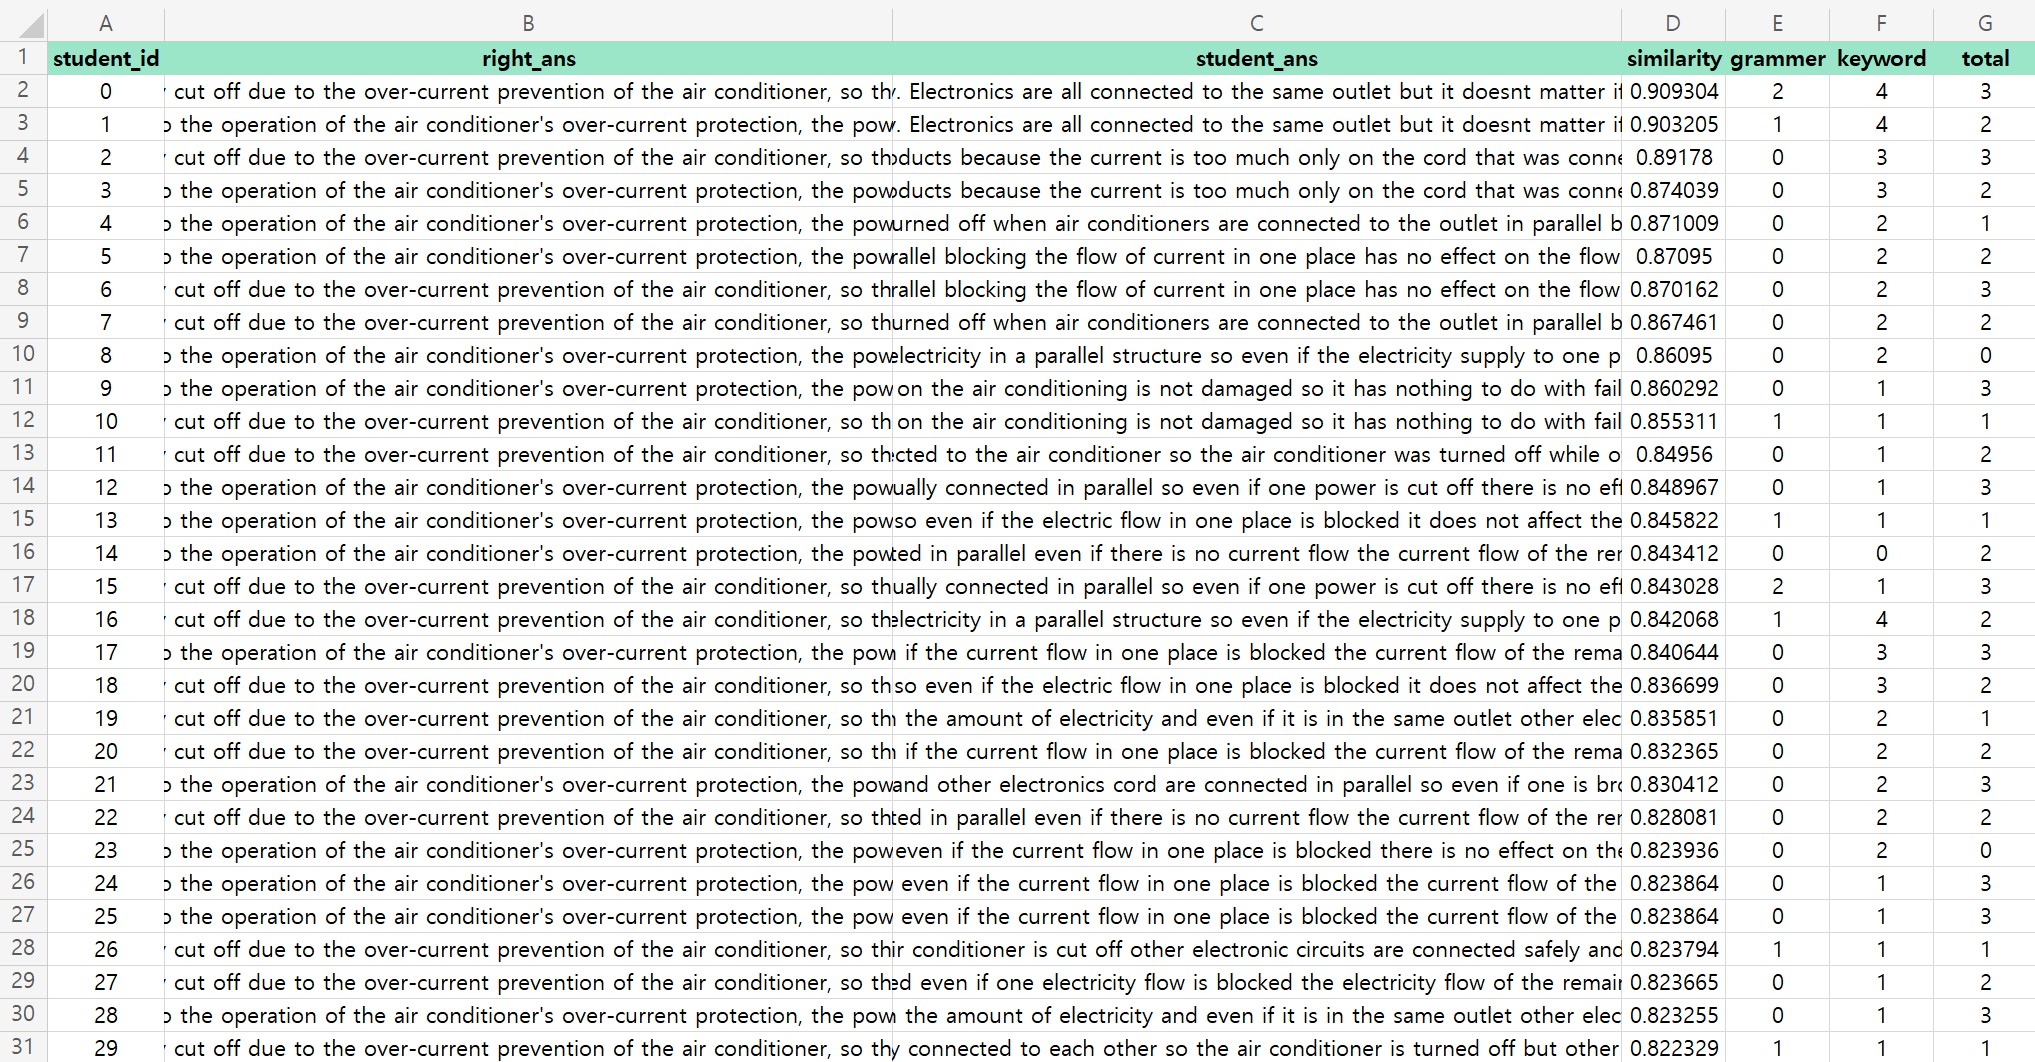 A B C D E F G
1 student_id right_ans student_ans similarity grammer keyword total
2 0 cut off due to the over-current prevention of the air conditioner, so th . Electronics are all connected to the same outlet but it doesnt matter if 0.909304 2 4 3
3 1 the operation of the air conditioner's over-current protection, the pow . Electronics are all connected to the same outlet but it doesnt matter if 0.903205 1 4 2
4 2 cut off due to the over-current prevention of the air conditioner, so th ducts because the current is too much only on the cord that was conne 0.89178 0 3 3
5 3 the operation of the air conditioner's over-current protection, the pow ducts because the current is too much only on the cord that was conne 0.874039 0 3 2
6 4 the operation of the air conditioner's over-current protection, the pow urned off when air conditioners are connected to the outlet in parallel b 0.871009 0 2 1
7 5 the operation of the air conditioner's over-current protection, the pow rallel blocking the flow of current in one place has no effect on the flow 0.87095 0 2 2
8 6 cut off due to the over-current prevention of the air conditioner, so th rallel blocking the flow of current in one place has no effect on the flow 0.870162 0 2 3
9 7 cut off due to the over-current prevention of the air conditioner, so th urned off when air conditioners are connected to the outlet in parallel b 0.867461 0 2 2
10 8 the operation of the air conditioner's over-current protection, the pow electricity in a parallel structure so even if the electricity supply to one p 0.86095 0 2 0
11 9 the operation of the air conditioner's over-current protection, the pow on the air conditioning is not damaged so it has nothing to do with fail 0.860292 0 1 3
12 10 cut off due to the over-current prevention of the air conditioner, so th on the air conditioning is not damaged so it has nothing to do with fail 0.855311 1 1 1
13 11 cut off due to the over-current prevention of the air conditioner, so th cted to the air conditioner so the air conditioner was turned off while o 0.84956 0 1 2
14 12 the operation of the air conditioner's over-current protection, the pow ually connected in parallel so even if one power is cut off there is no eff 0.848967 0 1 3
15 13 the operation of the air conditioner's over-current protection, the pow so even if the electric flow in one place is blocked it does not affect the 0.845822 1 1 1
16 14 the operation of the air conditioner's over-current protection, the pow ted in parallel even if there is no current flow the current flow of the rer 0.843412 0 0 2
17 15 cut off due to the over-current prevention of the air conditioner, so th ually connected in parallel so even if one power is cut off there is no eff 0.843028 2 1 3
18 16 cut off due to the over-current prevention of the air conditioner, so th electricity in a parallel structure so even if the electricity supply to one p 0.842068 1 4 2
19 17 the operation of the air conditioner's over-current protection, the pow if the current flow in one place is blocked the current flow of the rema 0.840644 0 3 3
20 18 cut off due to the over-current prevention of the air conditioner, so th so even if the electric flow in one place is blocked it does not affect the 0.836699 0 3 2
21 19 cut off due to the over-current prevention of the air conditioner, so th the amount of electricity and even if it is in the same outlet other elec 0.835851 0 2 1
22 20 cut off due to the over-current prevention of the air conditioner, so th if the current flow in one place is blocked the current flow of the rema 0.832365 0 2 2
23 21 the operation of the air conditioner's over-current protection, the pow and other electronics cord are connected in parallel so even if one is bro 0.830412 0 2 3
24 22 cut off due to the over-current prevention of the air conditioner, so th ted in parallel even if there is no current flow the current flow of the rer 0.828081 0 2 2
25 23 the operation of the air conditioner's over-current protection, the pow even if the current flow in one place is blocked there is no effect on the 0.823936 0 2 0
26 24 the operation of the air conditioner's over-current protection, the pow even if the current flow in one place is blocked the current flow of the 0.823864 0 1 3
27 25 the operation of the air conditioner's over-current protection, the pow even if the current flow in one place is blocked the current flow of the 0.823864 0 1 3
28 26 cut off due to the over-current prevention of the air conditioner, so th ir conditioner is cut off other electronic circuits are connected safely and 0.823794 1 1 1
29 27 cut off due to the over-current prevention of the air conditioner, so th ed even if one electricity flow is blocked the electricity flow of the remair 0.823665 0 1 2
30 28 the operation of the air conditioner's over-current protection, the pow the amount of electricity and even if it is in the same outlet other elec 0.823255 0 1 3
31 29 cut off due to the over-current prevention of the air conditioner, so th y connected to each other so the air conditioner is turned off but other 0.822329 1 1 1